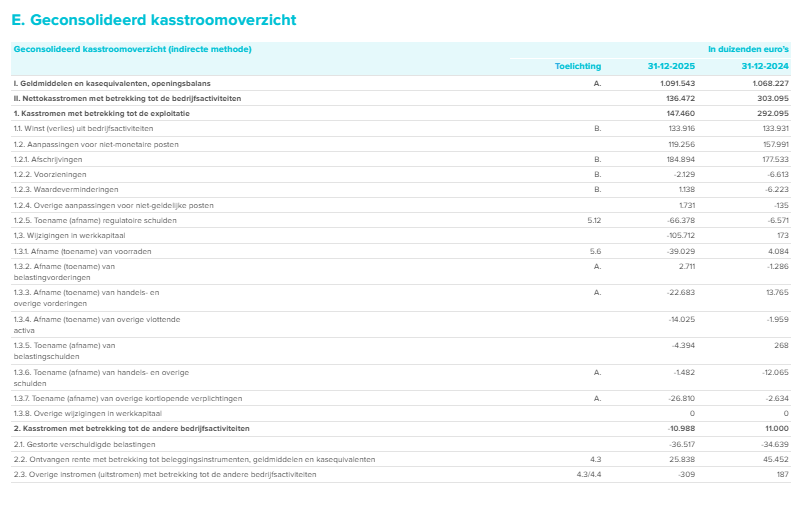 E. Geconsolideerd kasstroomoverzicht
Geconsolideerd kasstroomoverzicht (indirecte methode) In duizenden euro's
Toelichting 31-12-2025 31-12-2024
I. Geldmiddelen en kasequivalenten, openingsbalans A. 1.091.543 1.068.227
II. Nettokasstromen met betrekking tot de bedrijfsactiviteiten 136.472 303.095
1. Kasstromen met betrekking tot de exploitatie 147.460 292.095
1.1. Winst (verlies) uit bedrijfsactiviteiten B. 133.916 133.931
1.2. Aanpassingen voor niet-monetaire posten 119.256 157.991
1.2.1. Afschrijvingen B. 184.894 177.533
1.2.2. Voorzieningen B. -2.129 -6.613
1.2.3. Waardeverminderingen B. 1.138 -6.223
1.2.4. Overige aanpassingen voor niet-geldelijke posten 1.731 -135
1.2.5. Toename (afname) regulatoire schulden 5.12 -66.378 -6.571
1.3. Wijzigingen in werkkapitaal -105.712 173
1.3.1. Afname (toename) van voorraden 5.6 -39.029 4.084
1.3.2. Afname (toename) van A. 2.711 -1.286
belastingvorderingen
1.3.3. Afname (toename) van handels- en A. -22.683 13.765
overige vorderingen
1.3.4. Afname (toename) van overige vlottende -14.025 -1.959
activa
1.3.5. Toename (afname) van -4.394 268
belastingschulden
1.3.6. Toename (afname) van handels- en overige A. -1.482 -12.065
schulden
1.3.7. Toename (afname) van overige kortlopende verplichtingen A. -26.810 -2.634
1.3.8. Overige wijzigingen in werkkapitaal 0 0
2. Kasstromen met betrekking tot de andere bedrijfsactiviteiten -10.988 11.000
2.1. Gestorte verschuldigde belastingen -36.517 -34.639
2.2. Ontvangen rente met betrekking tot beleggingsinstrumenten, geldmiddelen en kasequivalenten 4.3 25.838 45.452
2.3. Overige instromen (uitstromen) met betrekking tot de andere bedrijfsactiviteiten 4.3/4.4 -309 187